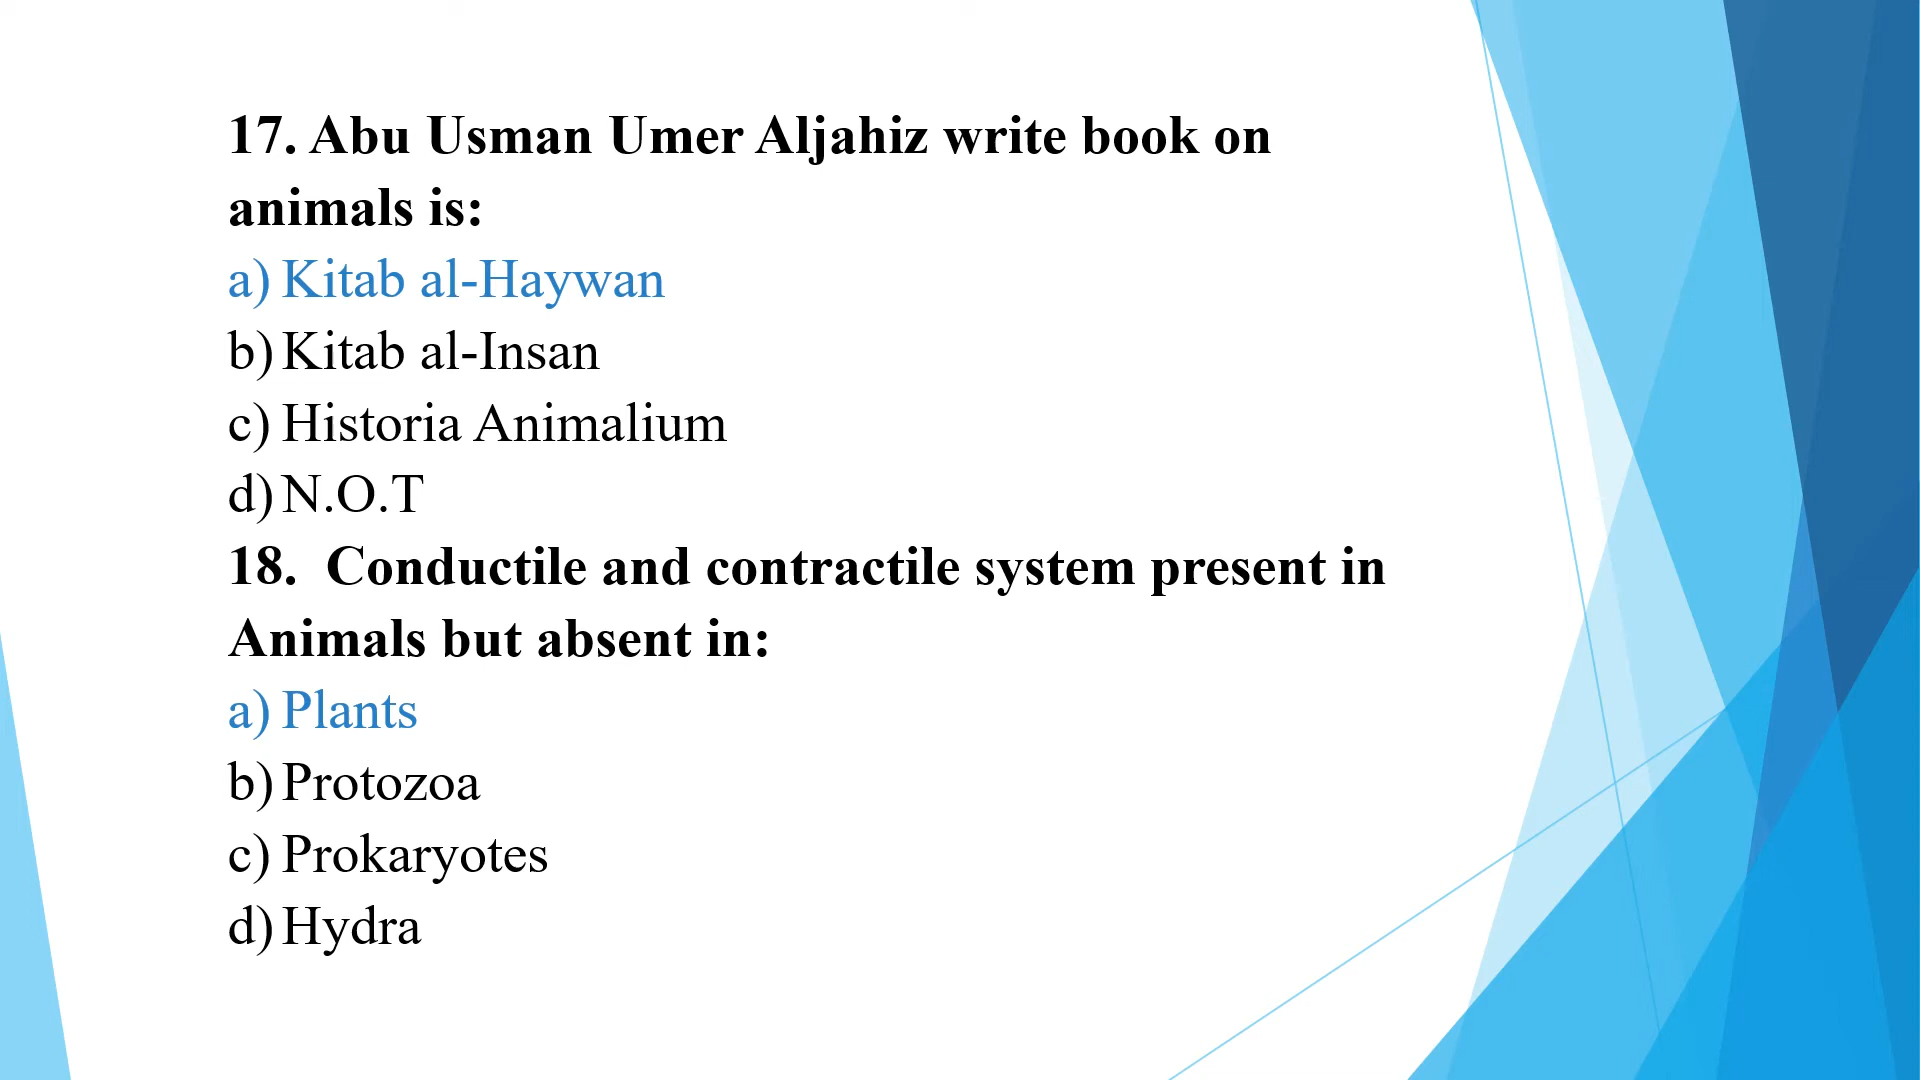 17. Abu Usman Umer Aljahiz write book on
animals is:
a) Kitab al-Haywan
b) Kitab al-Insan
c) Historia Animalium
d) N.O.T
18. Conductile and contractile system present in
Animals but absent in:
a) Plants
b) Protozoa
c) Prokaryotes
d) Hydra